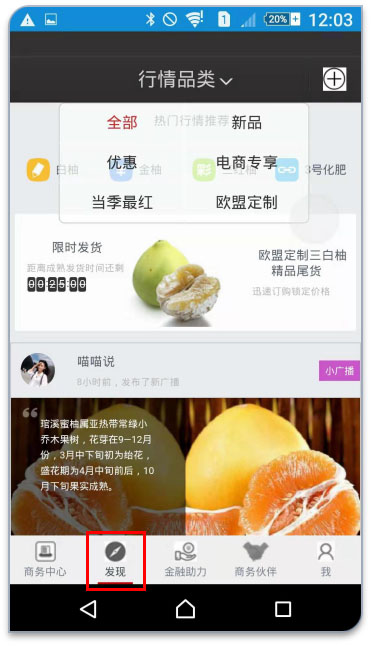 20%
12:03
行情品类
全部
热门行情推荐
新品
优惠
电商专享
当季最红
欧盟定制
白柚
金柚
彩
3号化肥
限时发货
距离成熟发货时间还剩
00:25:00
欧盟定制三白柚
精品尾货
迅速订购锁定价格
喵喵说
8小时前，发布了新广播
小广播
琯溪蜜柚属亚热带常绿小
乔木果树，花芽在9—12月
份，3月中下旬初为绐花，
盛花期为4月中旬前后，10
月下旬果实成熟。
商务中心
发现
金融助力
商务伙伴
我